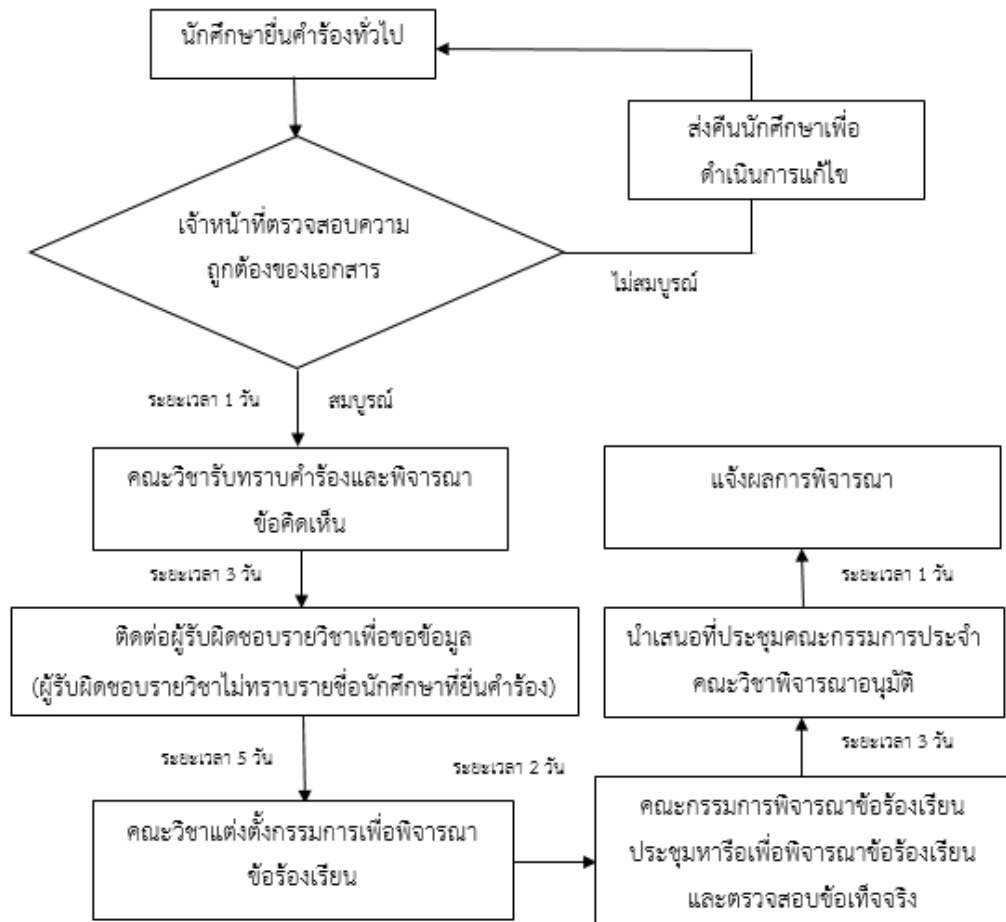 นักศึกษายื่นคำร้องทั่วไป
ส่งคืนนักศึกษาเพื่อ
ดำเนินการแก้ไข
เจ้าหน้าที่ตรวจสอบความ
ถูกต้องของเอกสาร
ไม่สมบูรณ์
ระยะเวลา 1 วัน
สมบูรณ์
คณะวิชารับทราบคำร้องและพิจารณา
ข้อคิดเห็น
ระยะเวลา 3 วัน
ติดต่อผู้รับผิดชอบรายวิชาเพื่อขอข้อมูล
(ผู้รับผิดชอบรายวิชาไม่ทราบรายชื่อนักศึกษาที่ยื่นคำร้อง)
ระยะเวลา 5 วัน
คณะวิชาแต่งตั้งกรรมการเพื่อพิจารณา
ข้อร้องเรียน
ระยะเวลา 2 วัน
คณะกรรมการพิจารณาข้อร้องเรียน
ประชุมหารือเพื่อพิจารณาข้อร้องเรียน
และตรวจสอบข้อเท็จจริง
ระยะเวลา 3 วัน
นำเสนอที่ประชุมคณะกรรมการประจำ
คณะวิชาพิจารณาอนุมัติ
ระยะเวลา 1 วัน
แจ้งผลการพิจารณา